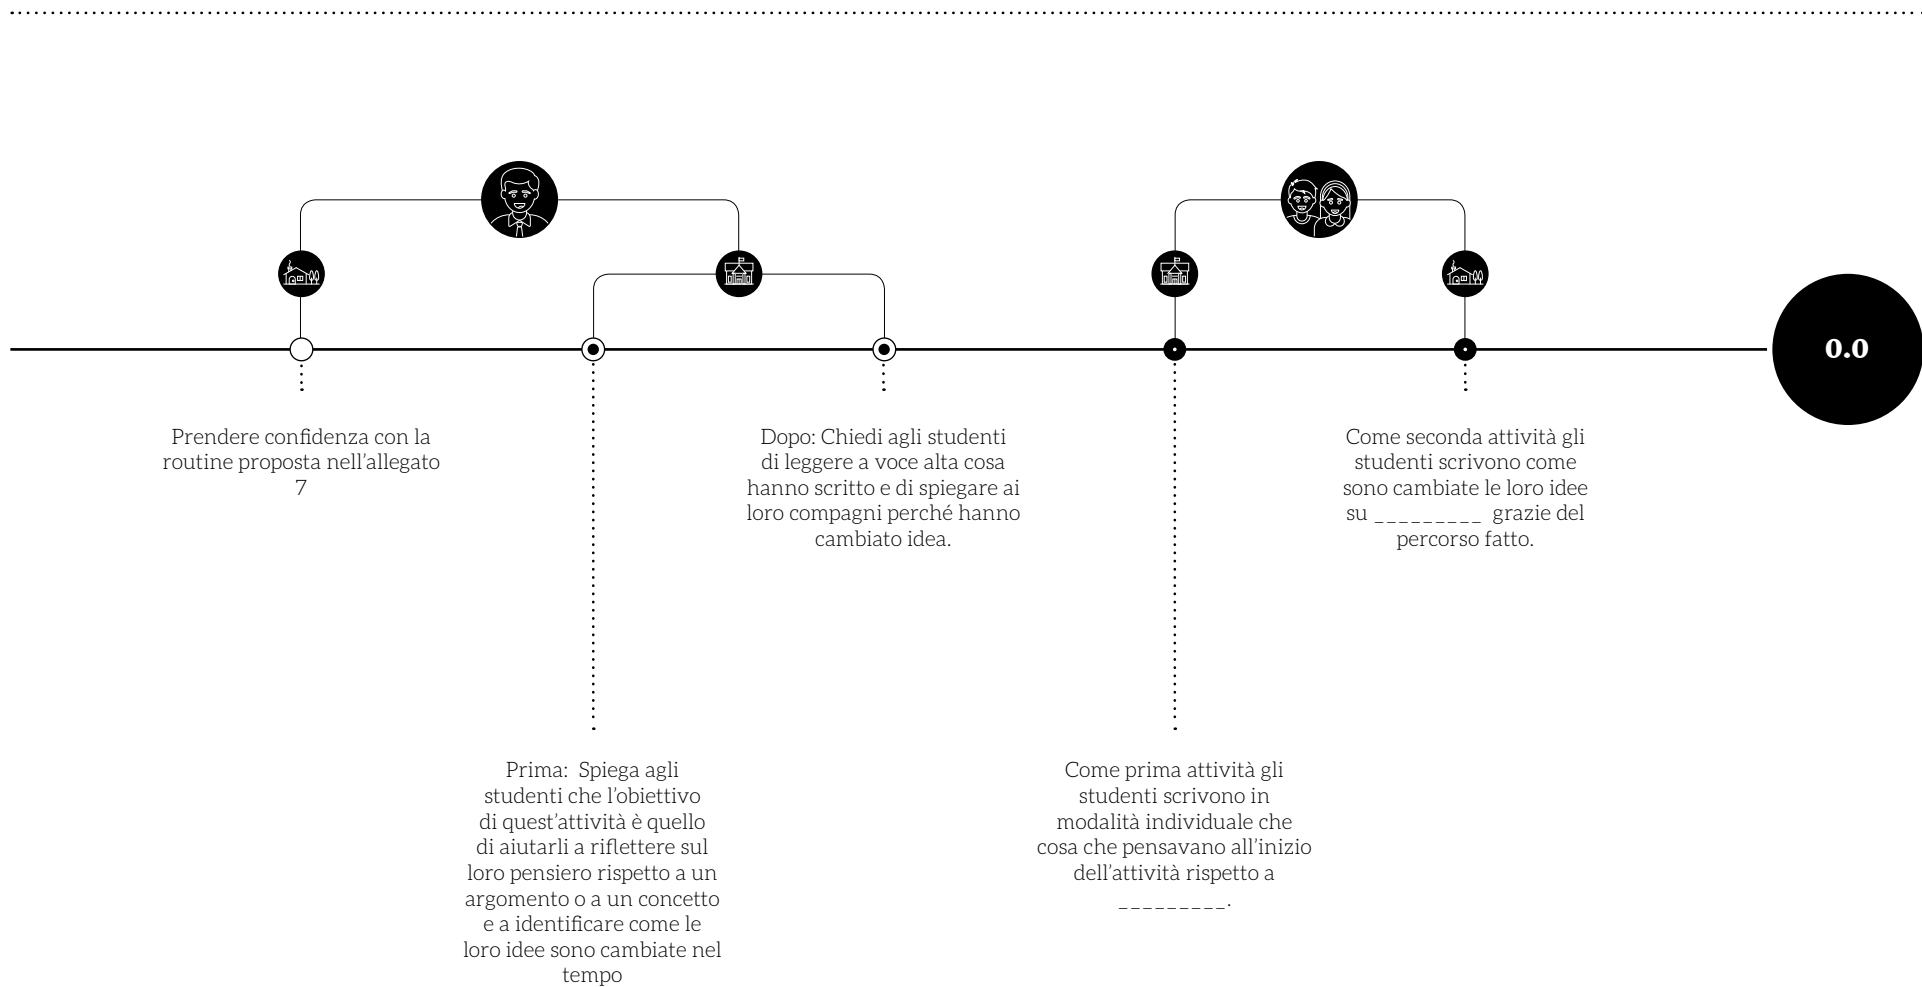 0.0
Prendere confidenza con la
routine proposta nell'allegato
7
Prima:  Spiega agli
studenti che l'obiettivo
di quest'attività è quello
di aiutarli a riflettere sul
loro pensiero rispetto a un
argomento o a un concetto
e a identificare come le
loro idee sono cambiate nel
tempo
Dopo: Chiedi agli studenti
di leggere a voce alta cosa
hanno scritto e di spiegare ai
loro compagni perché hanno
cambiato idea.
Come prima attività gli
studenti scrivono in
modalità individuale che
cosa che pensavano all'inizio
dell'attività rispetto a
_________.
Come seconda attività gli
studenti scrivono come
sono cambiate le loro idee
su _________  grazie del
percorso fatto.